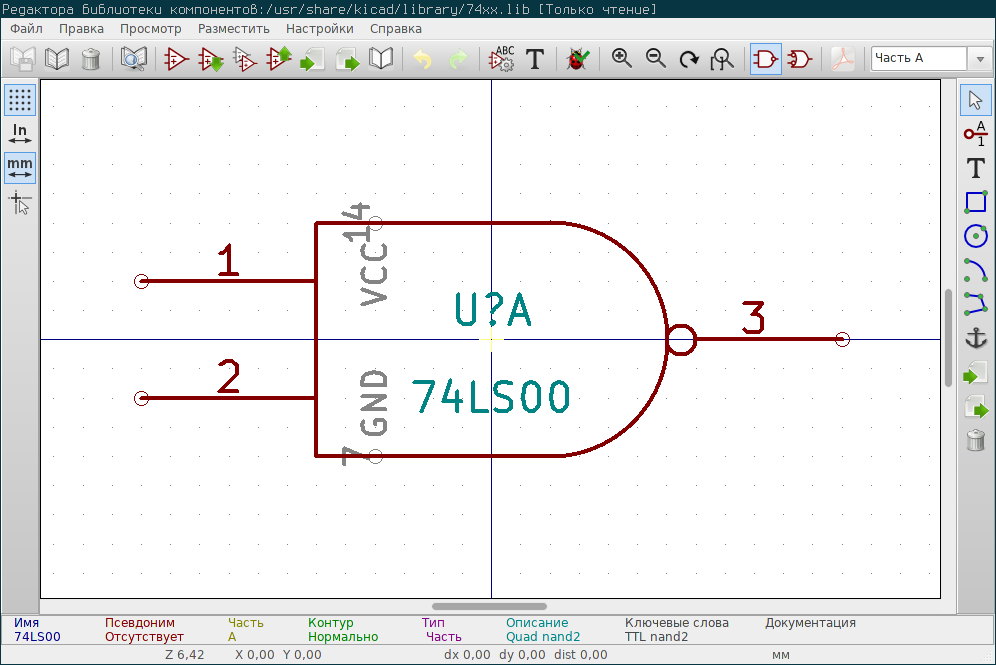 Редактора библиотеки компонентов:/usr/share/kicad/library/74xx.lib [Только чтение]
Файл Правка Просмотр Разместить Настройки Справка
ABC
T
Часть A
In
mm
A
1
T
14
VCC
1
U?A
3
2
GND
74LS00
7
Имя Псевдоним Часть Контур Тип Описание Ключевые слова Документация
74LS00 Отсутствует A Нормально Часть Quad nand2 TTL nand2
Z 6,42 X 0,00 Y 0,00 dx 0,00 dy 0,00 dist 0,00 мм